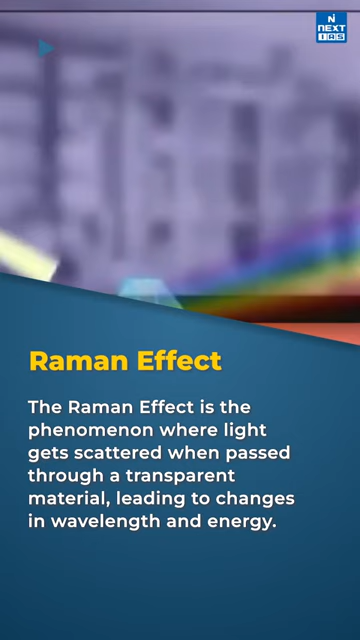 N
NEXT
IAS
Raman Effect
The Raman Effect is the
phenomenon where light
gets scattered when passed
through a transparent
material, leading to changes
in wavelength and energy.